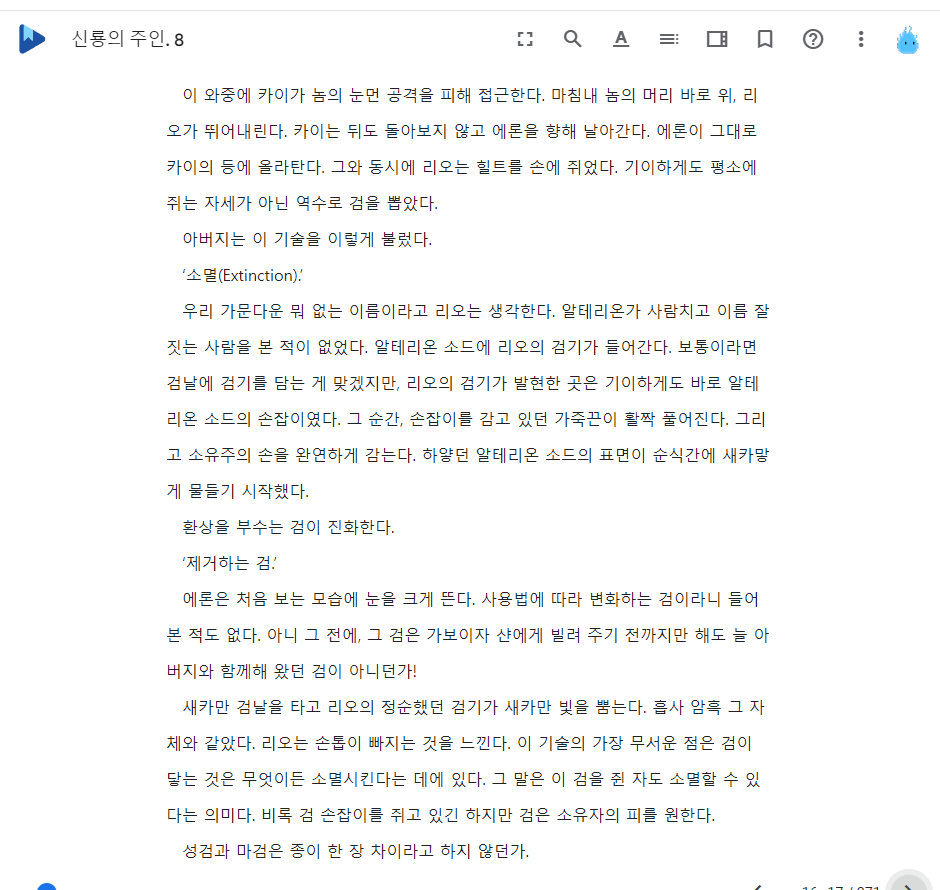 신룡의 주인. 8
이 와중에 카이가 놈의 눈먼 공격을 피해 접근한다. 마침내 놈의 머리 바로 위, 리
오가 뛰어내린다. 카이는 뒤도 돌아보지 않고 에론을 향해 날아간다. 에론이 그대로
카이의 등에 올라탄다. 그와 동시에 리오는 힐트를 손에 쥐었다. 기이하게도 평소에
쥐는 자세가 아닌 역수로 검을 뽑았다.
아버지는 이 기술을 이렇게 불렀다.
‘소멸(Extinction).’
우리 가문다운 뭐 없는 이름이라고 리오는 생각한다. 알테리온가 사람치고 이름 잘
짓는 사람을 본 적이 없었다. 알테리온 소드에 리오의 검기가 들어간다. 보통이라면
검날에 검기를 담는 게 맞겠지만, 리오의 검기가 발현한 곳은 기이하게도 바로 알테
리온 소드의 손잡이였다. 그 순간, 손잡이를 감고 있던 가죽끈이 활짝 풀어진다. 그리
고 소유주의 손을 완연하게 감는다. 하얗던 알테리온 소드의 표면이 순식간에 새카맣
게 물들기 시작했다.
환상을 부수는 검이 진화한다.
‘제거하는 검.’
에론은 처음 보는 모습에 눈을 크게 뜬다. 사용법에 따라 변화하는 검이라니 들어
본 적도 없다. 아니 그 전에, 그 검은 가보이자 샨에게 빌려 주기 전까지만 해도 늘 아
버지와 함께해 왔던 검이 아니던가!
새카만 검날을 타고 리오의 정순했던 검기가 새카만 빛을 뿜는다. 흡사 암흑 그 자
체와 같았다. 리오는 손톱이 빠지는 것을 느낀다. 이 기술의 가장 무서운 점은 검이
닿는 것은 무엇이든 소멸시킨다는 데에 있다. 그 말은 이 검을 쥔 자도 소멸할 수 있
다는 의미다. 비록 검 손잡이를 쥐고 있긴 하지만 검은 소유자의 피를 원한다.
성검과 마검은 종이 한 장 차이라고 하지 않던가.